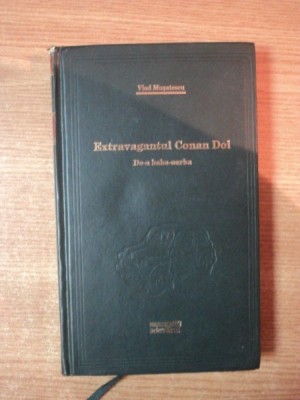 Vlad Mușatescu
Extravagantul Conan Doi
De-a baba-oarba